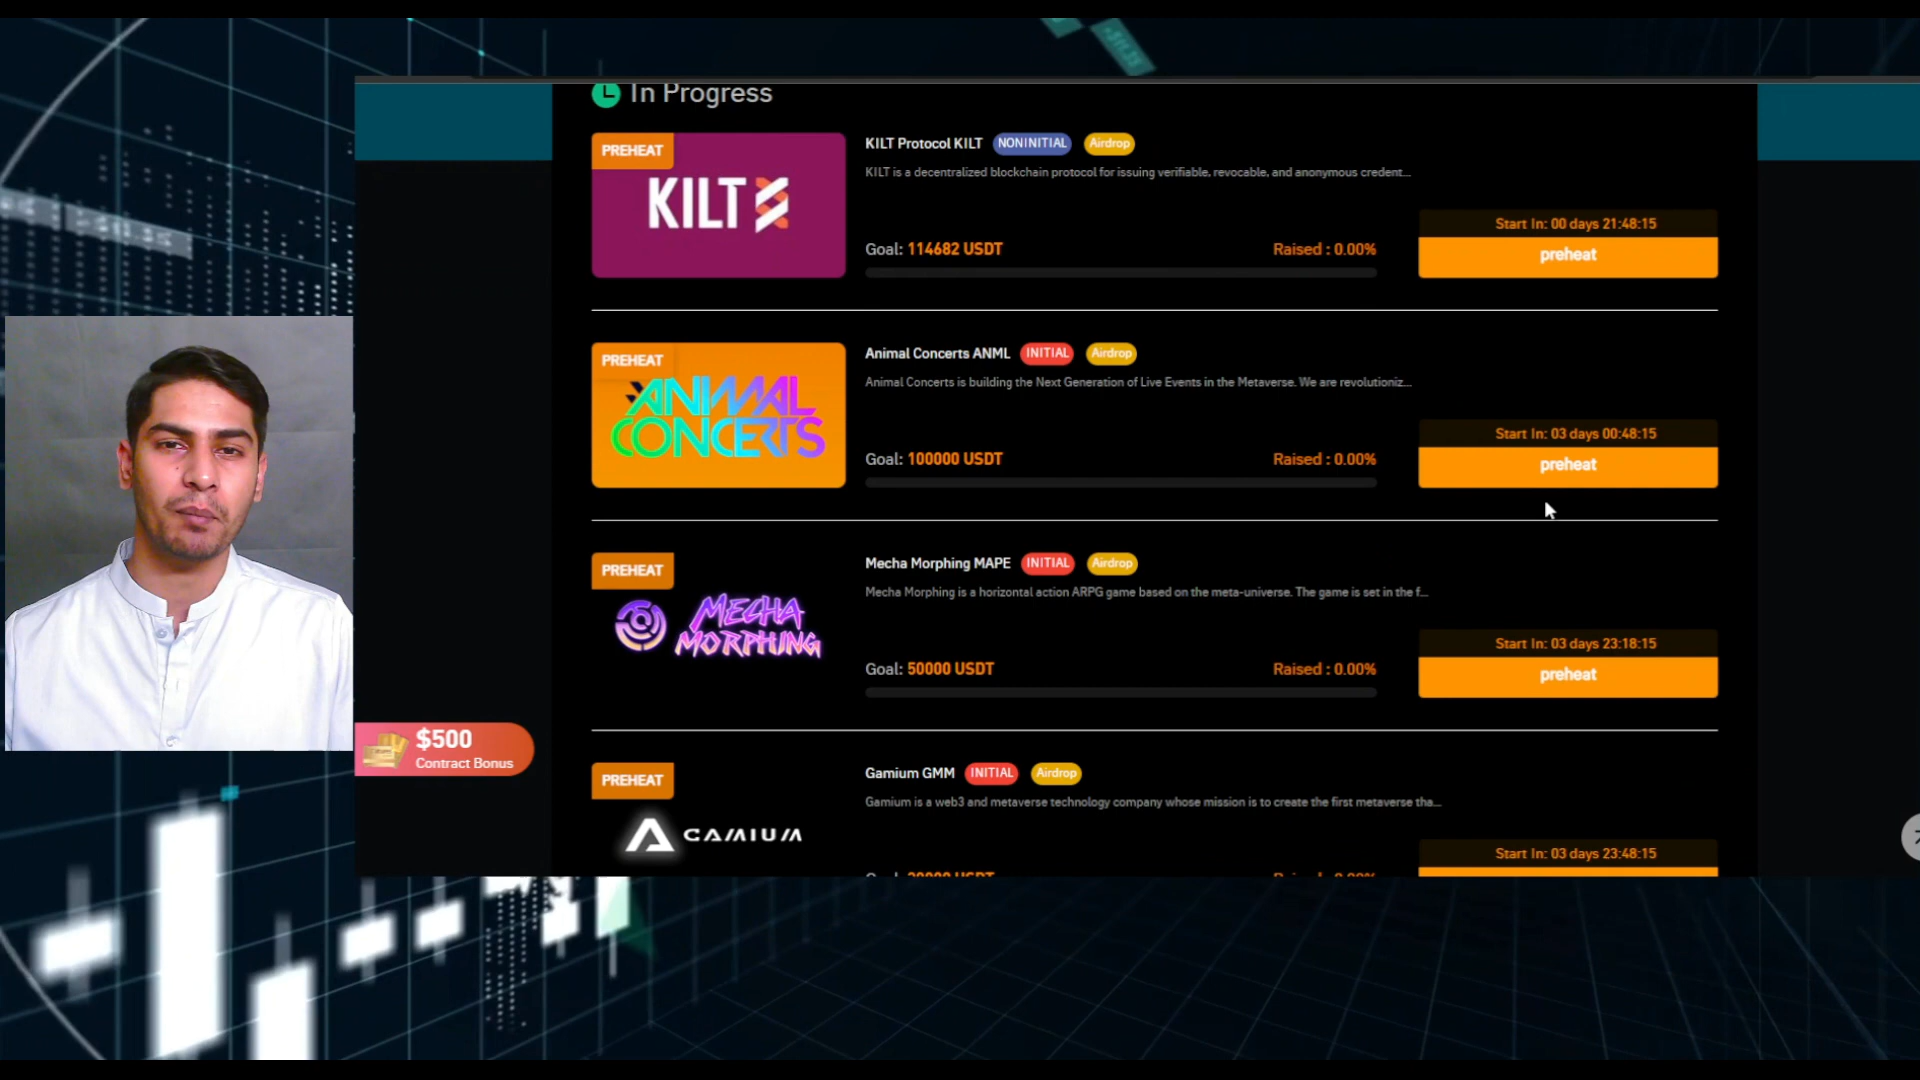 In Progress
PREHEAT
KILT
KILT Protocol KILT NONINITIAL Airdrop
KILT is a decentralized blockchain protocol for issuing verifiable, revocable, and anonymous credent...
Goal: 114682 USDT
Raised : 0.00%
Start In: 00 days 21:48:15
preheat
PREHEAT
ANIMAL
CONCERTS
Animal Concerts ANML INITIAL Airdrop
Animal Concerts is building the Next Generation of Live Events in the Metaverse. We are revolutioniz...
Goal: 100000 USDT
Raised : 0.00%
Start In: 03 days 00:48:15
preheat
PREHEAT
MECHA
MORPHING
Mecha Morphing MAPE INITIAL Airdrop
Mecha Morphing is a horizontal action ARPG game based on the meta-universe. The game is set in the f...
Goal: 50000 USDT
Raised : 0.00%
Start In: 03 days 23:18:15
preheat
$500
Contract Bonus
PREHEAT
GAMIUM
Gamium GMM INITIAL Airdrop
Gamium is a web3 and metaverse technology company whose mission is to create the first metaverse tha...
Start In: 03 days 23:48:15